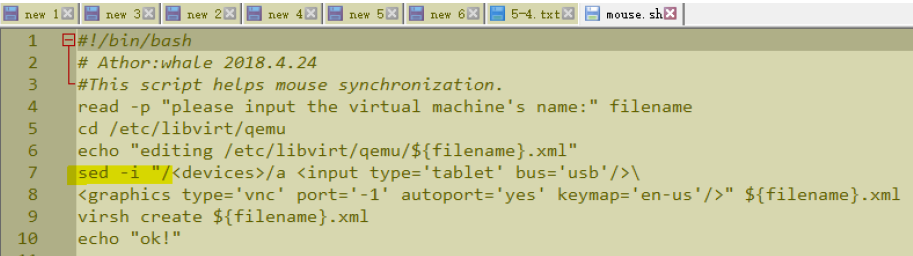 new 1 new 3 new 2 new 4 new 5 new 6 5-4.txt mouse.sh
1 #!/bin/bash
2 # Athor:whale 2018.4.24
3 #This script helps mouse synchronization.
4 read -p "please input the virtual machine's name:" filename
5 cd /etc/libvirt/qemu
6 echo "editing /etc/libvirt/qemu/${filename}.xml"
7 sed -i "/<devices>/a <input type='tablet' bus='usb'/>\
8 <graphics type='vnc' port='-1' autoport='yes' keymap='en-us'/>" ${filename}.xml
9 virsh create ${filename}.xml
10 echo "ok!"